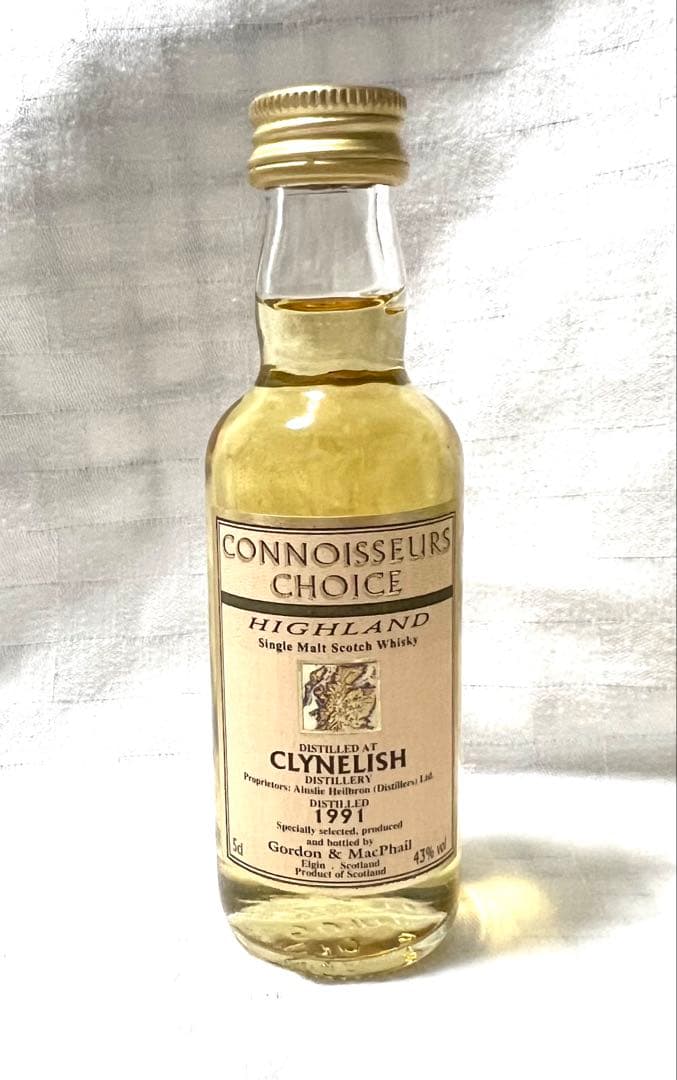 CONNOISSEURS
CHOICE
HIGHLAND
Single Malt Scotch Whisky
DISTILLED AT
CLYNELISH
DISTILLERY
Proprietors: Ainslie Heilbron (Distillers) Ltd.
DISTILLED
1991
Specially selected, produced
and bottled by
Gordon & MacPhail
5cl
43% vol
Elgin . Scotland
Product of Scotland